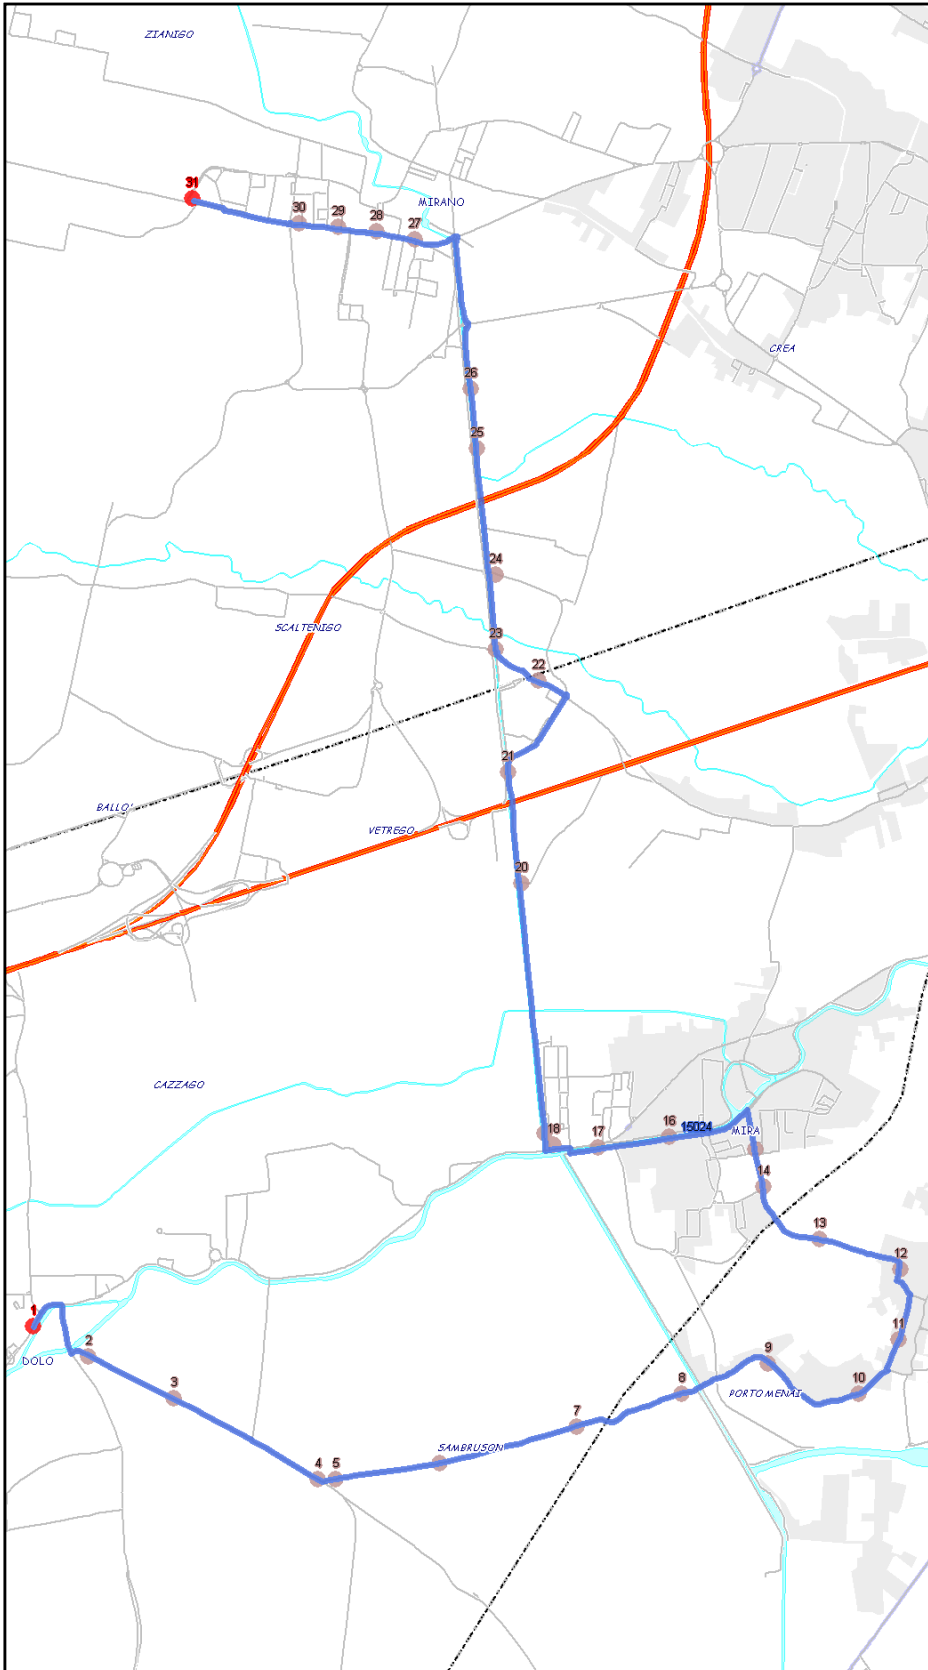 ZIANIGO
31
MIRANO
30
29
28
27
CREA
26
25
24
SCALTENIGO
23
22
21
BALLO'
VETREGO
20
CAZZAGO
18
17
16
15024
MIRA
14
13
12
1
11
2
DOLO
9
8
10
3
PORTO MENAI
7
SAMBRUSON
4
5